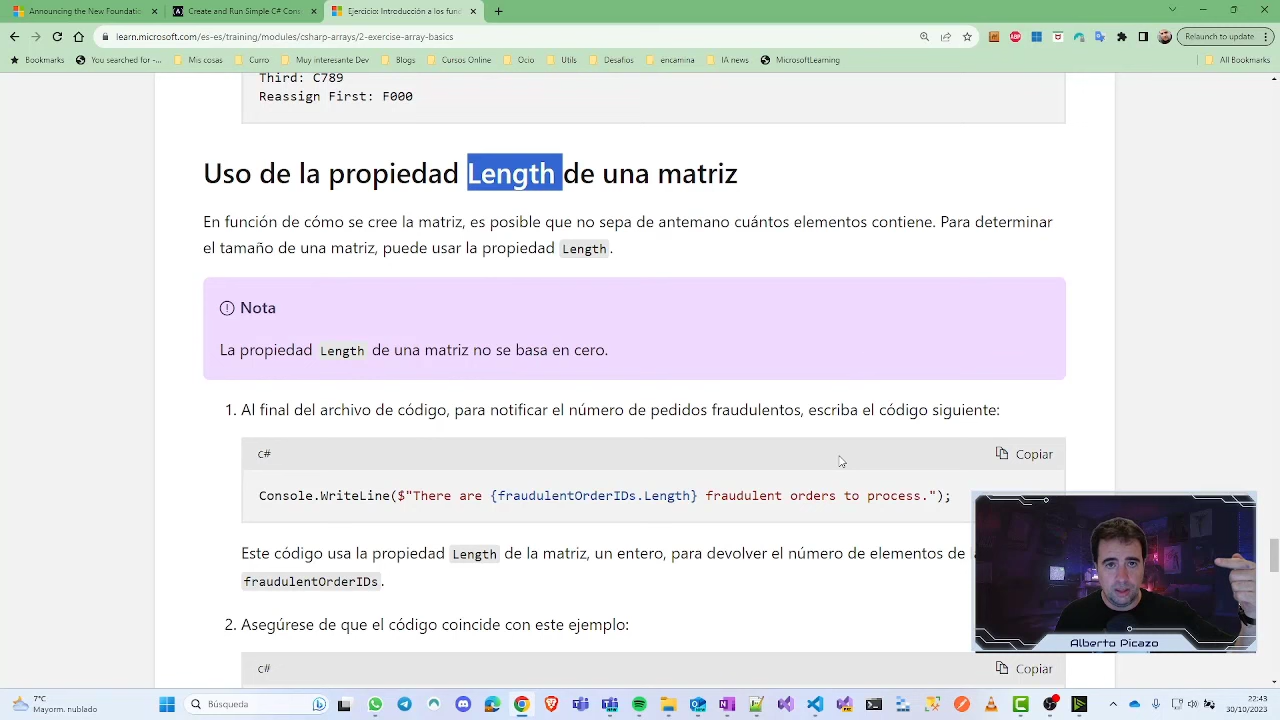 Announcing the New Foundatic
Create and Run Simple C# Cons
Ejercicio: Introducción a los func
learn.microsoft.com/es-es/training/modules/csharp-arrays/2-exercise-array-basics
Relaunch to update
Bookmarks
You searched for -...
Mis cosas
Curro
Muy interesante Dev
Blogs
Cursos Online
Ocio
Utils
Desafios
encamina
IA news
MicrosoftLearning
All Bookmarks
Third: C789
Reassign First: F000
Uso de la propiedad Length de una matriz
En función de cómo se cree la matriz, es posible que no sepa de antemano cuántos elementos contiene. Para determinar
el tamaño de una matriz, puede usar la propiedad Length.
Nota
La propiedad Length de una matriz no se basa en cero.
1. Al final del archivo de código, para notificar el número de pedidos fraudulentos, escriba el código siguiente:
c#
Copiar
Console.WriteLine($"There are {fraudulentOrderIDs.Length} fraudulent orders to process.");
Este código usa la propiedad Length de la matriz, un entero, para devolver el número de elementos de
fraudulentOrderIDs.
2. Asegúrese de que el código coincide con este ejemplo:
c#
Copiar
Alberto Picazo
7°C
Mayorm. nublado
Búsqueda
22:43
30/10/2023